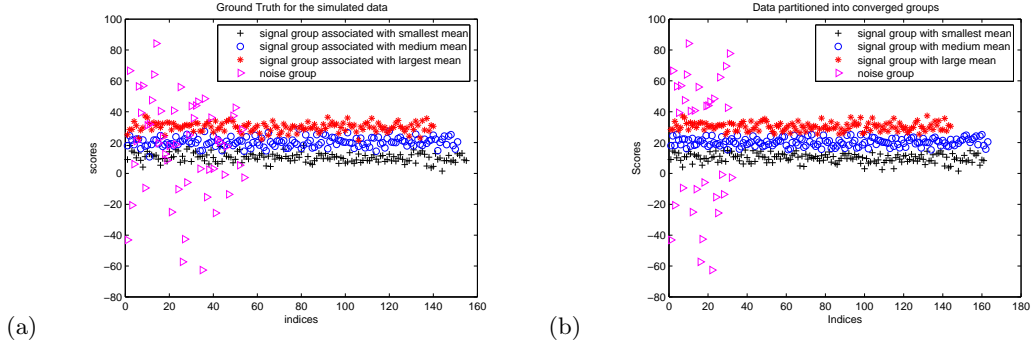 Ground Truth for the simulated data
100
80
60
40
20
0
−20
−40
−60
−80
scores
0 20 40 60 80 100 120 140 160
indices
signal group associated with smallest mean
signal group associated with medium mean
signal group associated with largest mean
noise group
(a)
Data partitioned into converged groups
100
80
60
40
20
0
−20
−40
−60
−80
Scores
0 20 40 60 80 100 120 140 160 180
Indices
signal group with smallest mean
signal group with medium mean
signal group with large mean
noise group
(b)